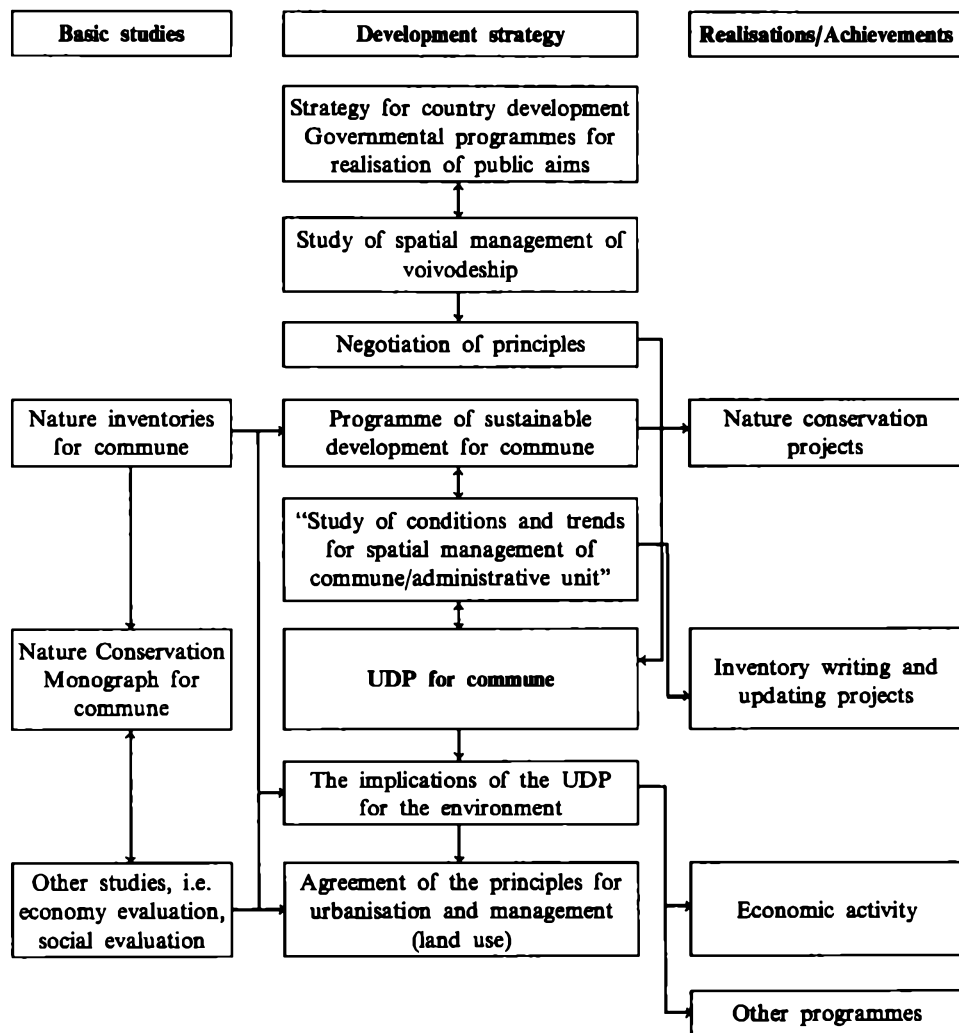 Basic studies
Development strategy
Realisations/Achievements
Strategy for country development
Governmental programmes for
realisation of public aims
Study of spatial management of
voivodeship
Negotiation of principles
Nature inventories
for commune
Programme of sustainable
development for commune
Nature conservation
projects
“Study of conditions and trends
for spatial management of
commune/administrative unit”
Nature Conservation
Monograph for
commune
UDP for commune
Inventory writing and
updating projects
The implications of the UDP
for the environment
Other studies, i.e.
economy evaluation,
social evaluation
Agreement of the principles for
urbanisation and management
(land use)
Economic activity
Other programmes